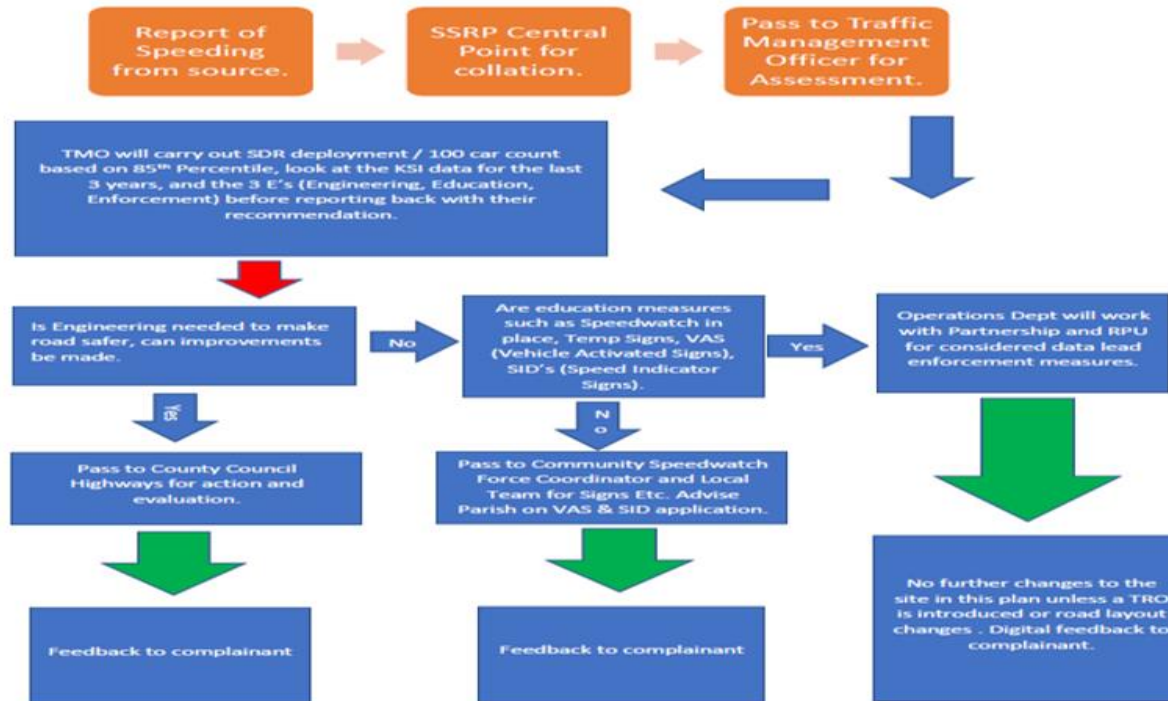 Report of
Speeding
from source.
SSRP Central
Point for
collation.
Pass to Traffic
Management
Officer for
Assessment.
TMO will carry out SDR deployment / 100 car count
based on 85th Percentile, look at the KSI data for the last
3 years, and the 3 E's (Engineering, Education,
Enforcement) before reporting back with their
recommendation.
Is Engineering needed to make
road safer, can improvements
be made.
No
Are education measures
such as Speedwatch in
place, Temp Signs, VAS
(Vehicle Activated Signs),
SID's (Speed Indicator
Signs).
Yes
Operations Dept will work
with Partnership and RPU
for considered data lead
enforcement measures.
Yes
No
Pass to County Council
Highways for action and
evaluation.
Pass to Community Speedwatch
Force Coordinator and Local
Team for Signs Etc. Advise
Parish on VAS & SID application.
No further changes to the
site in this plan unless a TRO
is introduced or road layout
changes . Digital feedback to
complainant.
Feedback to complainant
Feedback to complainant